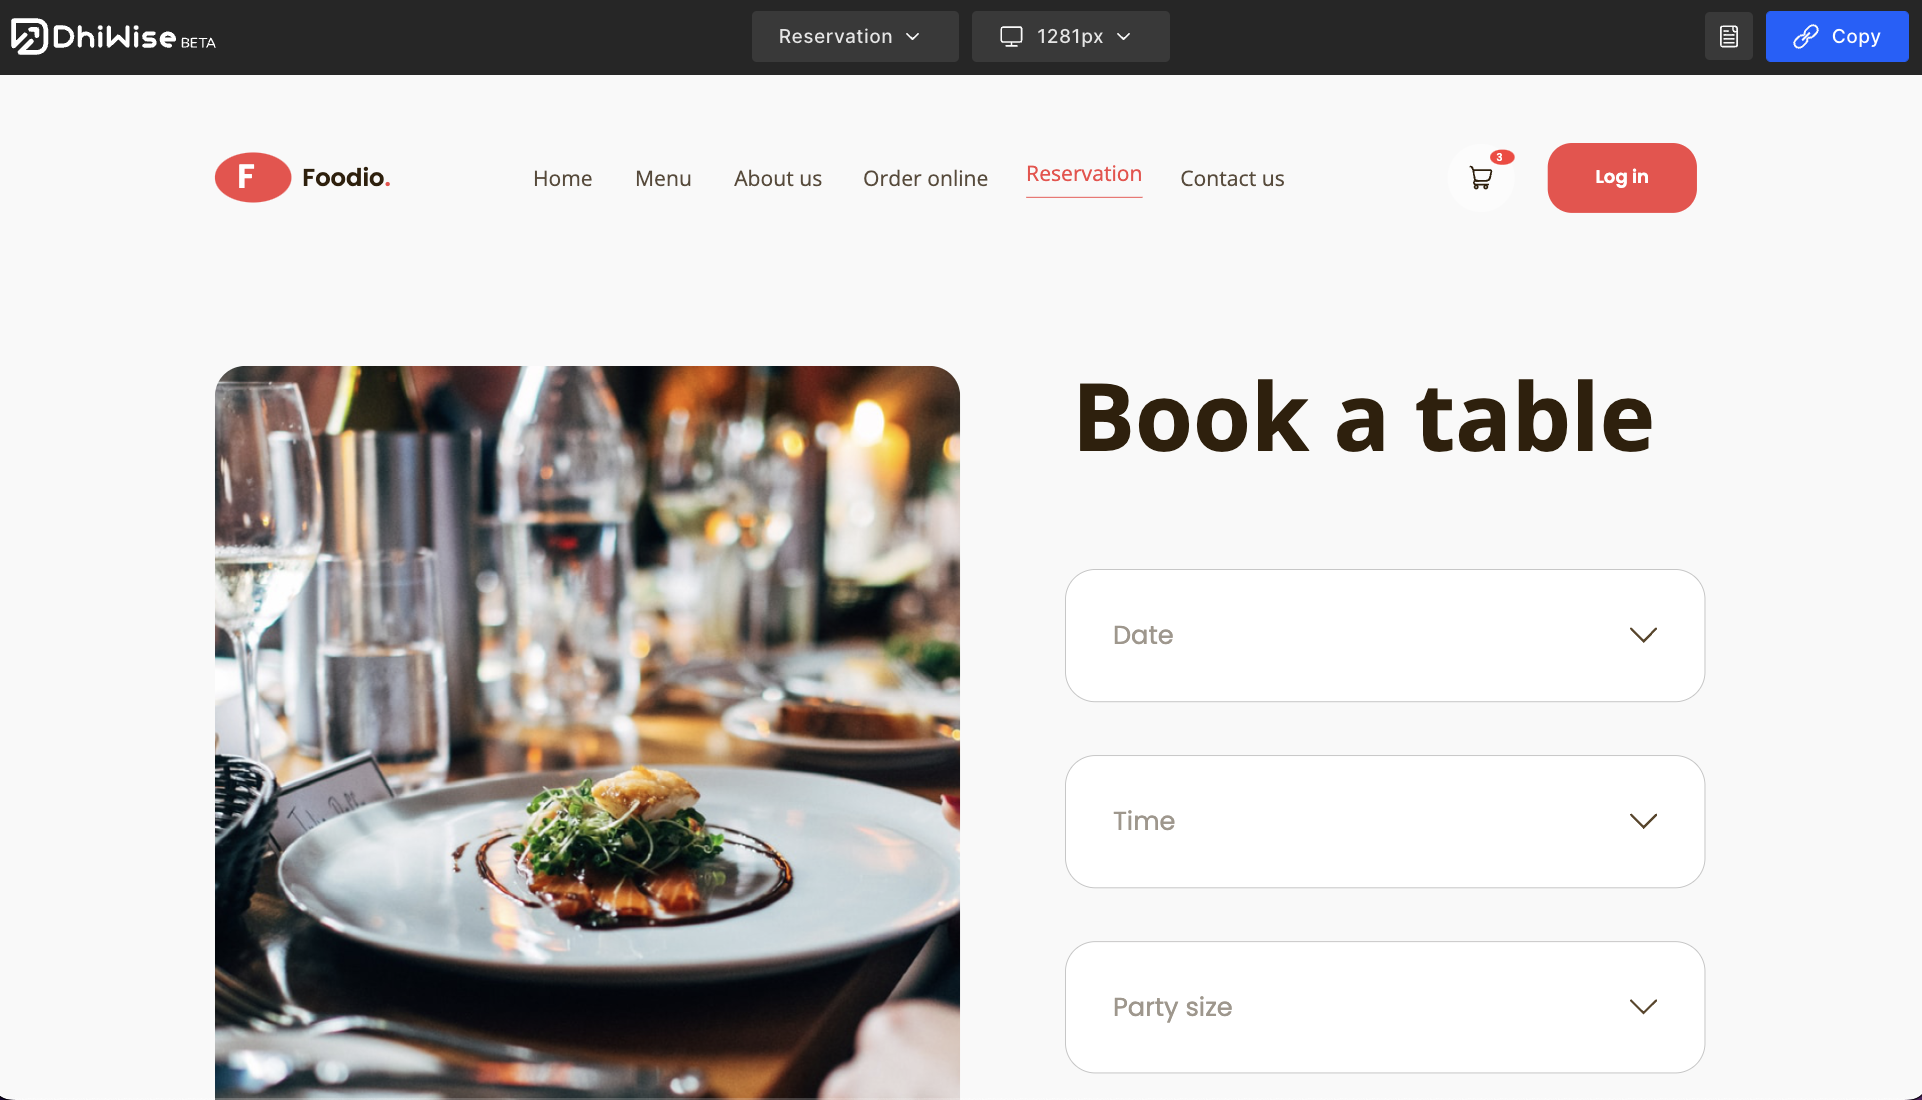 DhiWise BETA
Reservation
1281px
Copy
F
Foodio.
Home
Menu
About us
Order online
Reservation
Contact us
3
Log in
Book a table
Date
Time
Party size